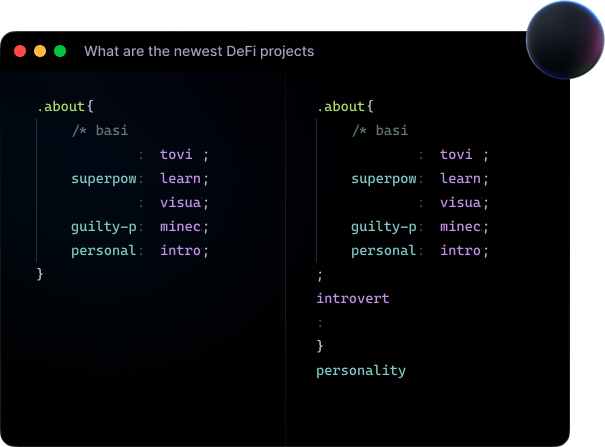 What are the newest DeFi projects
.about{
/* basi
: tovi ;
superpow: learn;
: visua;
guilty-p: minec;
personal: intro;
}
.about{
/* basi
: tovi ;
superpow: learn;
: visua;
guilty-p: minec;
personal: intro;
;
introvert
:
}
personality